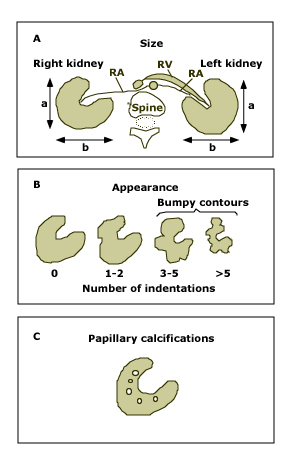 A
Size
Right kidney
Left kidney
RA
RV
RA
a
Spine
a
b
b
B
Appearance
Bumpy contours
0
1-2
3-5
>5
Number of indentations
C
Papillary calcifications